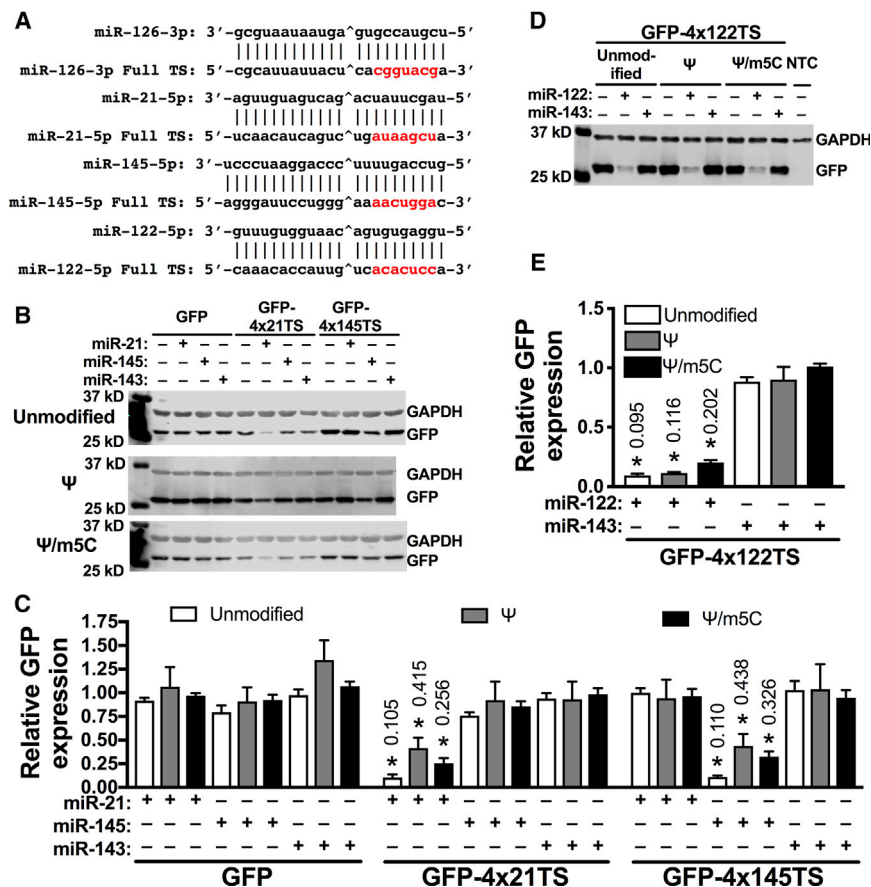 A
miR-126-3p: 3′-gcguaauaauga^gugccaugcu-5′
||||||||||| ||||||||||
miR-126-3p Full TS: 5′-cgcauuauuacu^cacgguacga-3′
miR-21-5p: 3′-aguuguagucag^acuauucgau-5′
miR-21-5p Full TS: 5′-ucaacaucaguc^ugauaagcua-3′
miR-145-5p: 3′-ucccuaaggaccc^uuuugaccug-5′
miR-145-5p Full TS: 5′-agggauuccuggg^aaaacuggac-3′
miR-122-5p: 3′-guuugugguaac^agugugaggu-5′
miR-122-5p Full TS: 5′-caaacaccauug^ucacacucca-3′
B
GFP GFP-4x21TS GFP-4x145TS
miR-21: – + – – – + – – – + – –
miR-145: – – + – – – + – – – + –
miR-143: – – – + – – – + – – – +
37 kD
Unmodified GAPDH
25 kD GFP
37 kD
Ψ GAPDH
25 kD GFP
37 kD
Ψ/m5C GAPDH
25 kD GFP
C
Unmodified Ψ Ψ/m5C
Relative GFP expression
1.75
1.50
1.25
1.00
0.75
0.50
0.25
0.00
* 0.105 * 0.415 * 0.256
* 0.110 * 0.438 * 0.326
miR-21: + + + – – – – – – + + + – – – – – – + + + – – – – – –
miR-145: – – – + + + – – – – – – + + + – – – – – – + + + – – –
miR-143: – – – – – – + + + – – – – – – + + + – – – – – – + + +
GFP GFP-4x21TS GFP-4x145TS
D
GFP-4x122TS
Unmod-ified Ψ Ψ/m5C NTC
miR-122: – + – – + – – + – –
miR-143: – – + – – + – – + –
37 kD
GAPDH
GFP
25 kD
E
Unmodified
Ψ
Ψ/m5C
Relative GFP expression
1.5
1.0
0.5
0.0
* 0.095 * 0.116 * 0.202
miR-122: + + + – – –
miR-143: – – – + + +
GFP-4x122TS